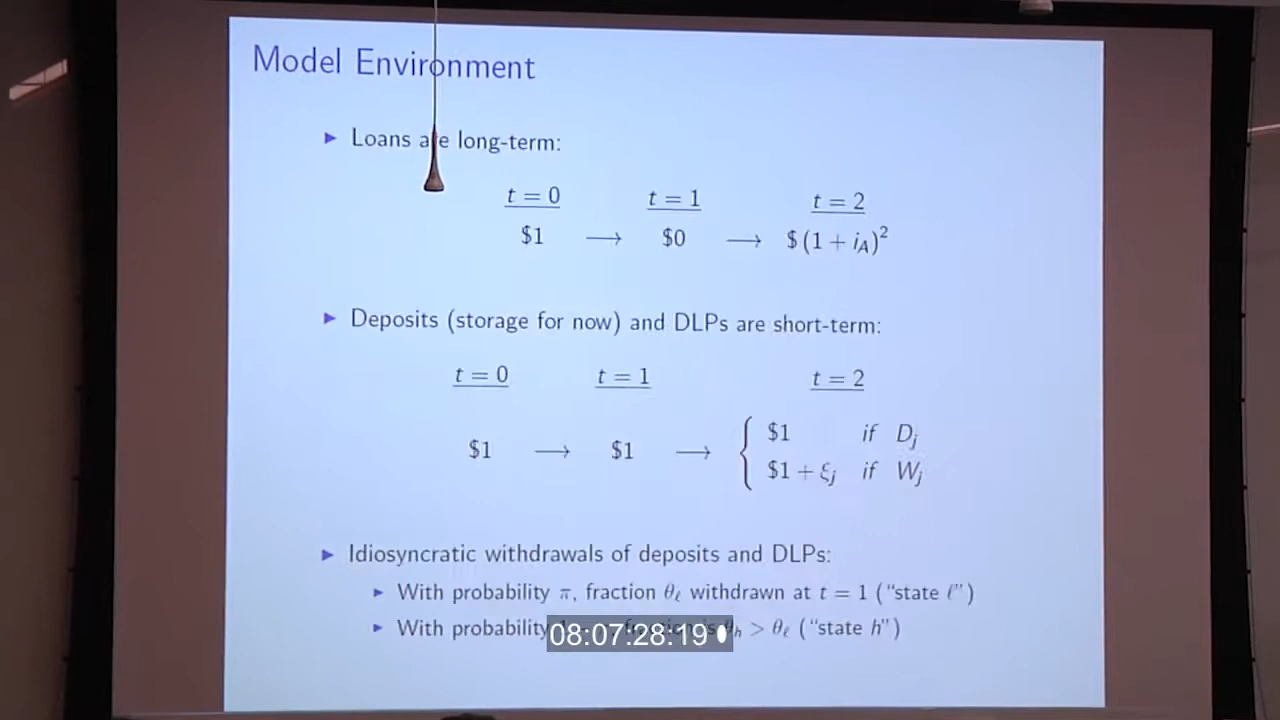 Model Environment
► Loans are long-term:
t = 0 t = 1 t = 2
$1 ⟶ $0 ⟶ $(1 + i_A)²
► Deposits (storage for now) and DLPs are short-term:
t = 0 t = 1 t = 2
$1 if D_j
$1 ⟶ $1 ⟶
$1 + ξ_j if W_j
► Idiosyncratic withdrawals of deposits and DLPs:
► With probability π, fraction θ_ℓ withdrawn at t = 1 (“state ℓ”)
► With probability θ_h > θ_ℓ (“state h”)
08:07:28:19